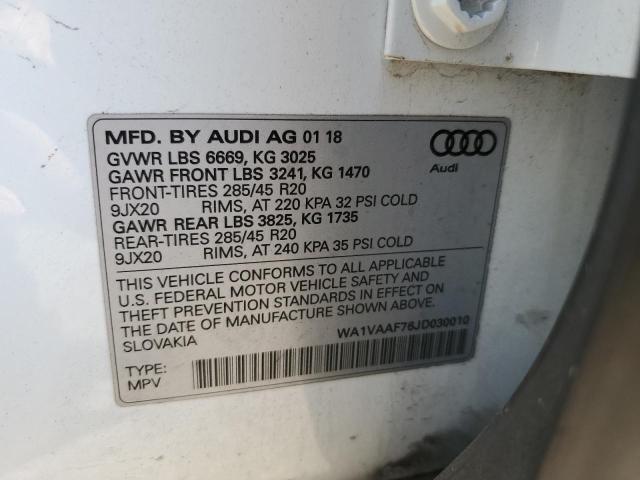 MFD. BY AUDI AG 01 18
GVWR LBS 6669, KG 3025
GAWR FRONT LBS 3241, KG 1470
FRONT-TIRES 285/45 R20
9JX20 RIMS, AT 220 KPA 32 PSI COLD
GAWR REAR LBS 3825, KG 1735
REAR-TIRES 285/45 R20
9JX20 RIMS, AT 240 KPA 35 PSI COLD
Audi
THIS VEHICLE CONFORMS TO ALL APPLICABLE
U.S. FEDERAL MOTOR VEHICLE SAFETY AND
THEFT PREVENTION STANDARDS IN EFFECT ON
THE DATE OF MANUFACTURE SHOWN ABOVE.
SLOVAKIA
WA1VAAF76JD030010
TYPE:
MPV